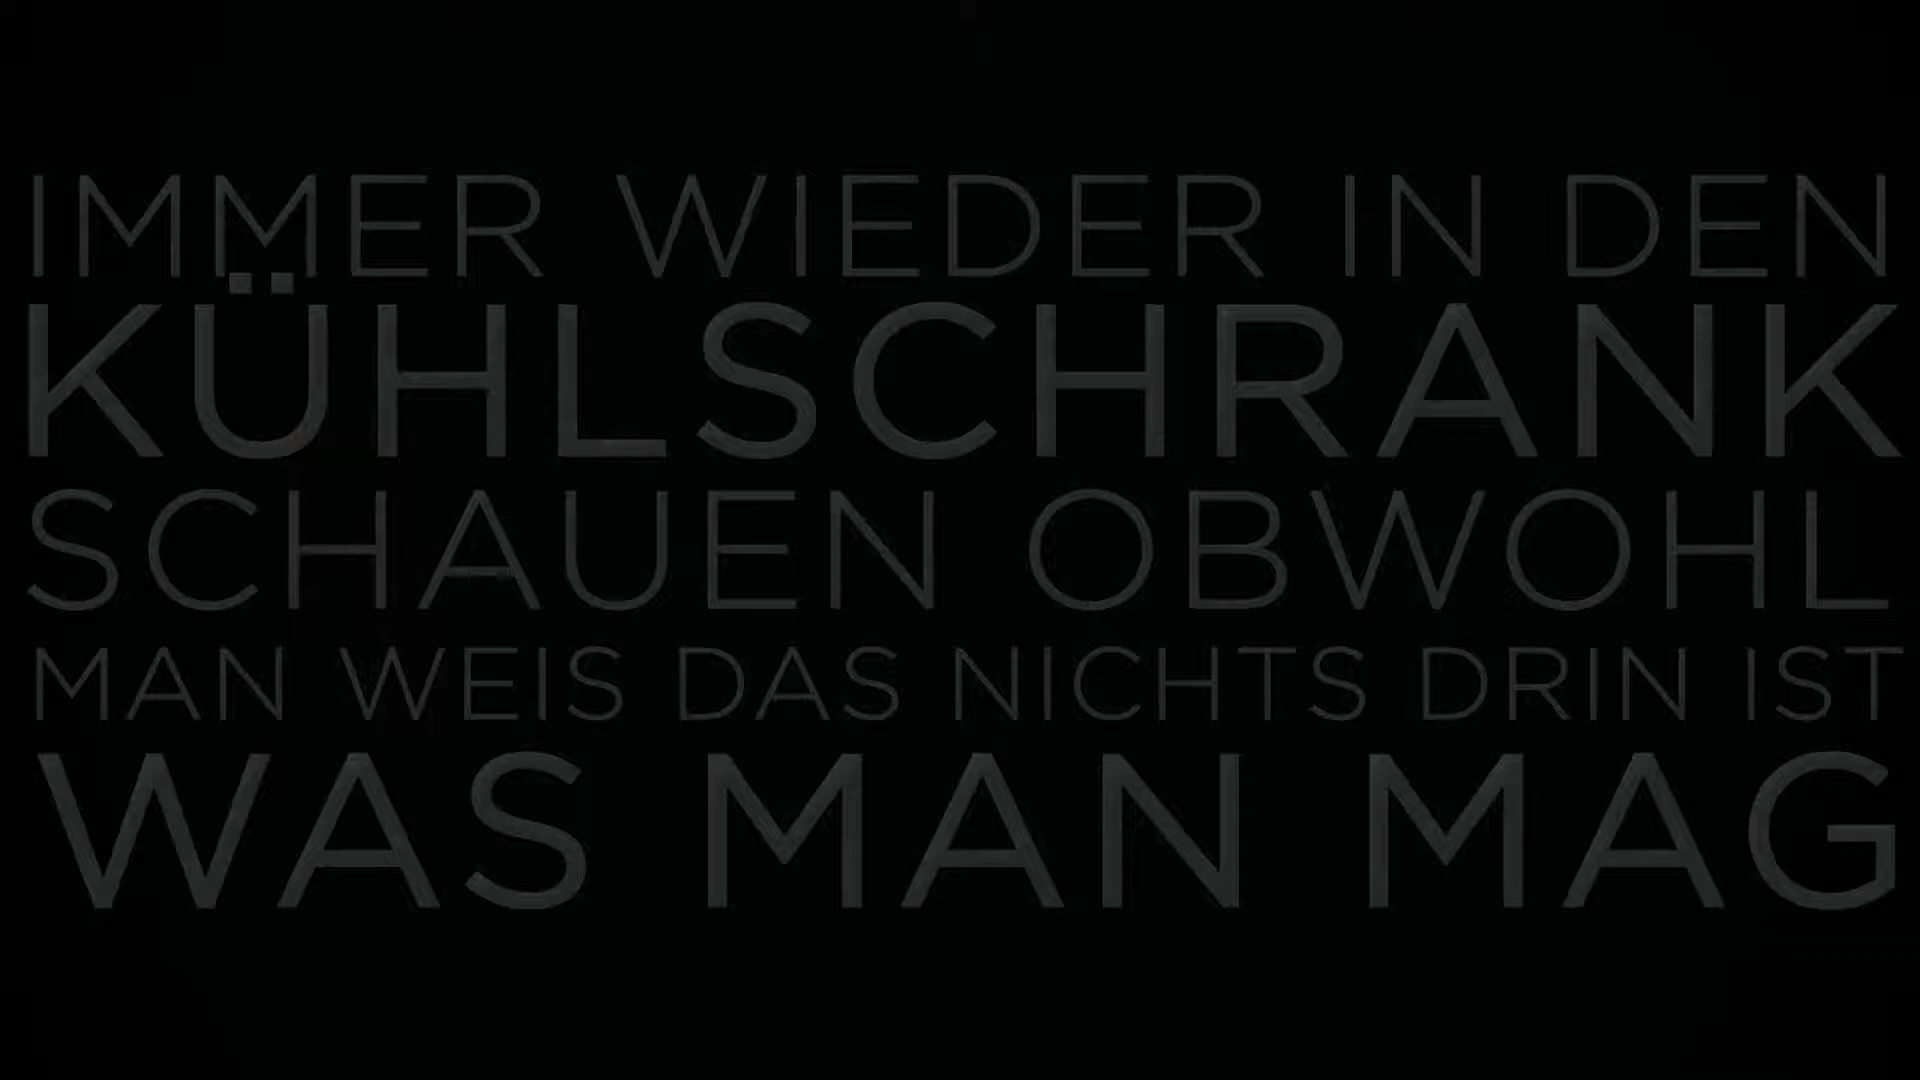 IMMER WIEDER IN DEN
KÜHLSCHRANK
SCHAUEN OBWOHL
MAN WEIS DAS NICHTS DRIN IST
WAS MAN MAG